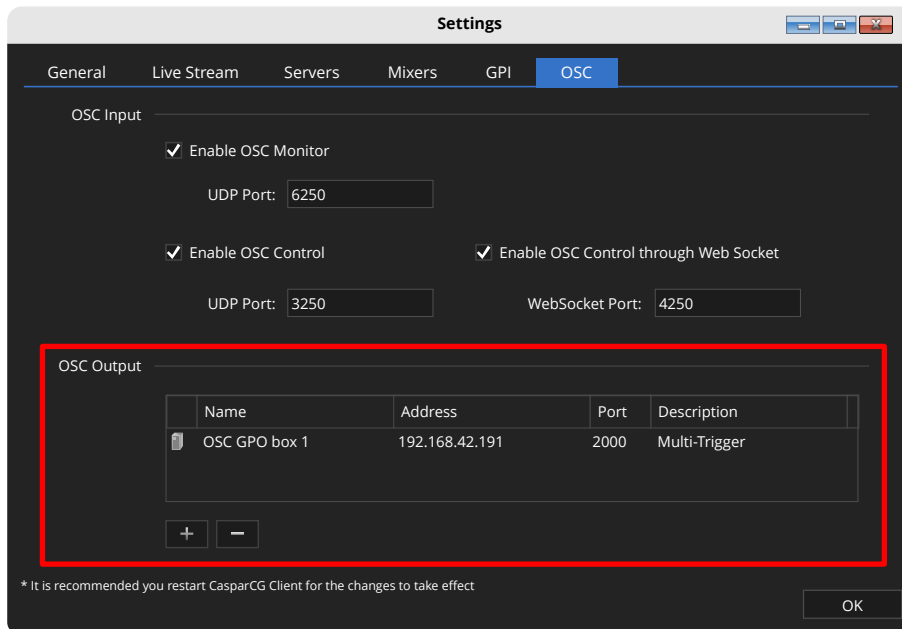 Settings
General Live Stream Servers Mixers GPI OSC
OSC Input
Enable OSC Monitor
UDP Port: 6250
Enable OSC Control Enable OSC Control through Web Socket
UDP Port: 3250 WebSocket Port: 4250
OSC Output
Name Address Port Description
OSC GPO box 1 192.168.42.191 2000 Multi-Trigger
+ −
* It is recommended you restart CasparCG Client for the changes to take effect
OK